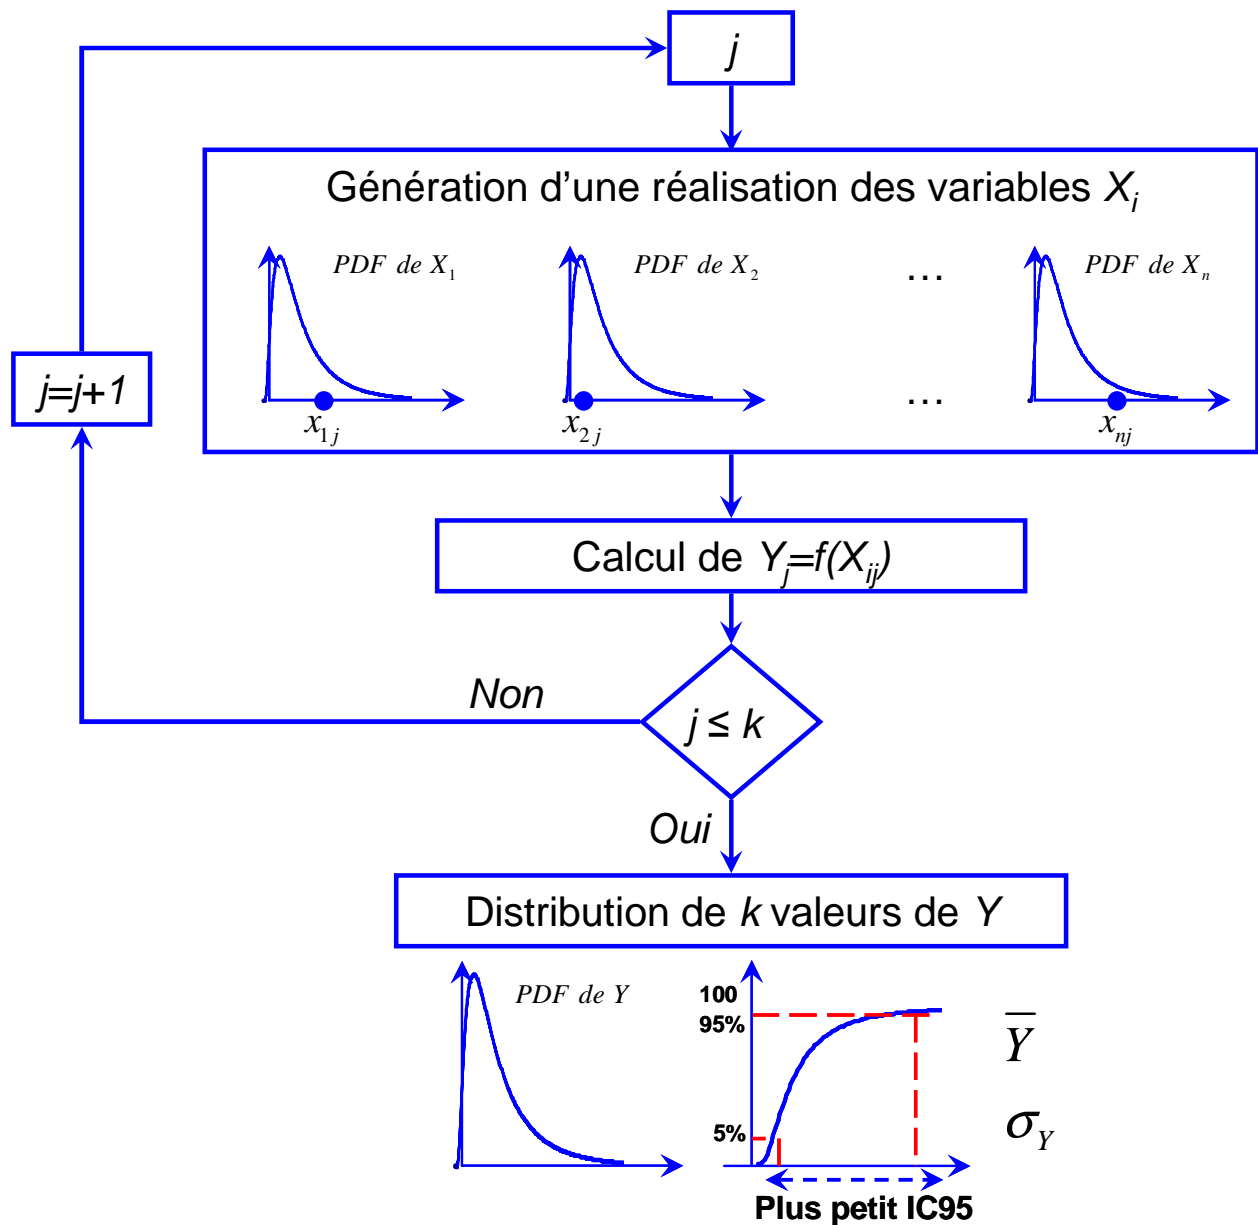 j
Génération d’une réalisation des variables Xi
PDF de X1
PDF de X2
...
PDF de Xn
...
x1j
x2j
xnj
j=j+1
Calcul de Yj=f(Xij)
Non
j ≤ k
Oui
Distribution de k valeurs de Y
PDF de Y
100
95%
5%
Y̅
σY
Plus petit IC95